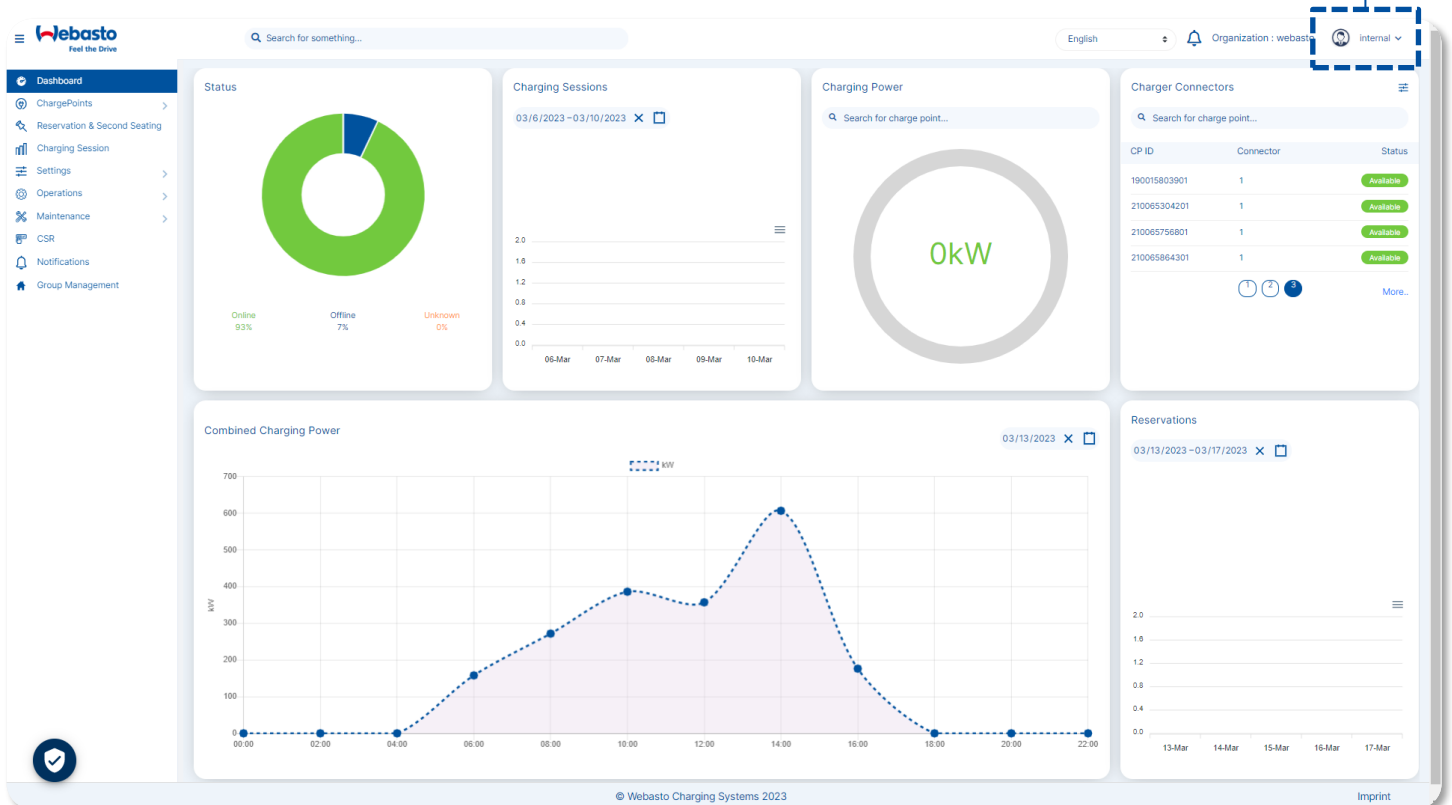 Webasto
Feel the Drive
Search for something...
English
Organization : webasto
internal
Dashboard
ChargePoints
Reservation & Second Seating
Charging Session
Settings
Operations
Maintenance
CSR
Notifications
Group Management
Status
Online Offline Unknown
93% 7% 0%
Charging Sessions
03/6/2023 – 03/10/2023
2.0
1.6
1.2
0.8
0.4
0.0
06-Mar 07-Mar 08-Mar 09-Mar 10-Mar
Charging Power
Search for charge point...
0kW
Charger Connectors
Search for charge point...
CP ID Connector Status
190015803901 1 Available
210065304201 1 Available
210065756801 1 Available
210065864301 1 Available
1 2 3
More..
Combined Charging Power
03/13/2023
kW
700
600
500
400
300
200
100
0
kW
00:00 02:00 04:00 06:00 08:00 10:00 12:00 14:00 16:00 18:00 20:00 22:00
Reservations
03/13/2023 – 03/17/2023
2.0
1.6
1.2
0.8
0.4
0.0
13-Mar 14-Mar 15-Mar 16-Mar 17-Mar
© Webasto Charging Systems 2023
Imprint